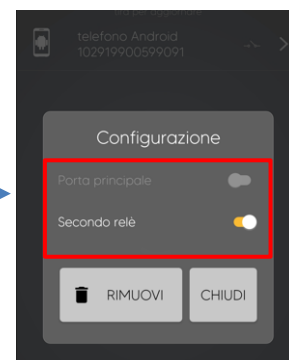 telefono Android
102919900599091
Configurazione
Porta principale
Secondo relè
RIMUOVI CHIUDI